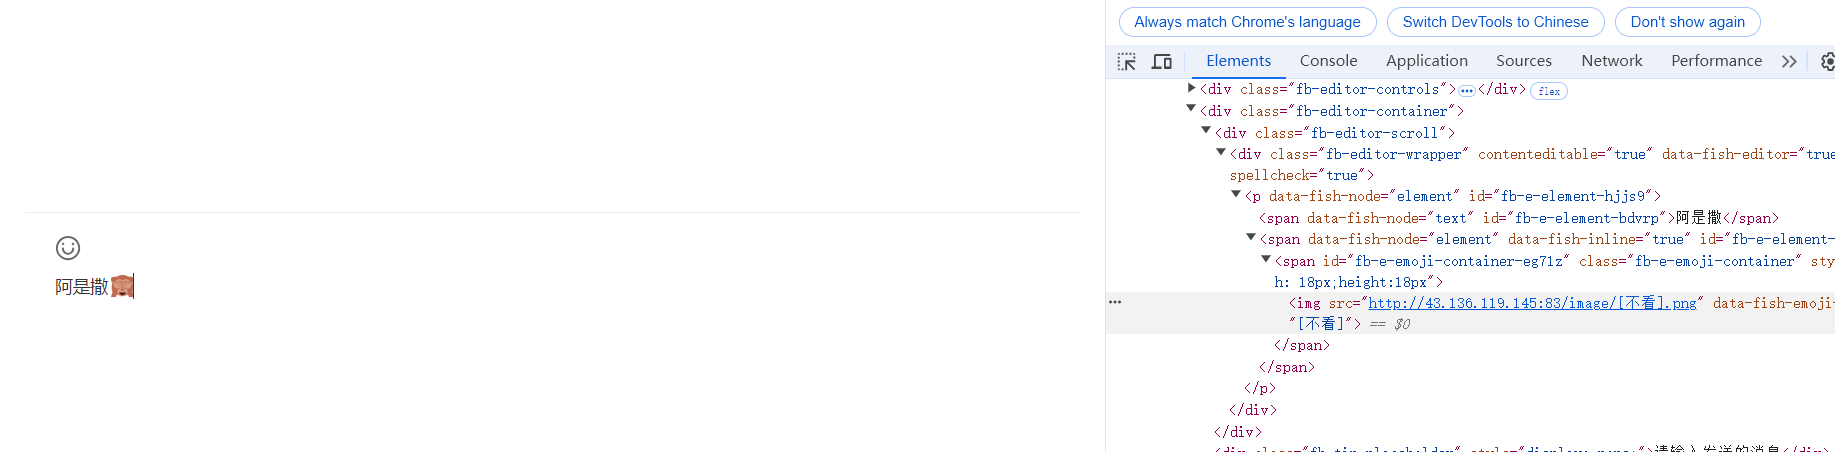 Always match Chrome's language Switch DevTools to Chinese Don't show again
Elements Console Application Sources Network Performance
<div class="fb-editor-controls"> ••• </div> flex
<div class="fb-editor-container">
<div class="fb-editor-scroll">
<div class="fb-editor-wrapper" contenteditable="true" data-fish-editor="true
spellcheck="true">
<p data-fish-node="element" id="fb-e-element-hjjs9">
<span data-fish-node="text" id="fb-e-element-bdvrp">阿是撒</span>
<span data-fish-node="element" data-fish-inline="true" id="fb-e-element-
<span id="fb-e-emoji-container-eg71z" class="fb-e-emoji-container" sty
h: 18px;height:18px">
<img src="http://43.136.119.145:83/image/[不看].png" data-fish-emoji-
"[不看]"> == $0
</span>
</span>
</p>
</div>
</div>
阿是撒